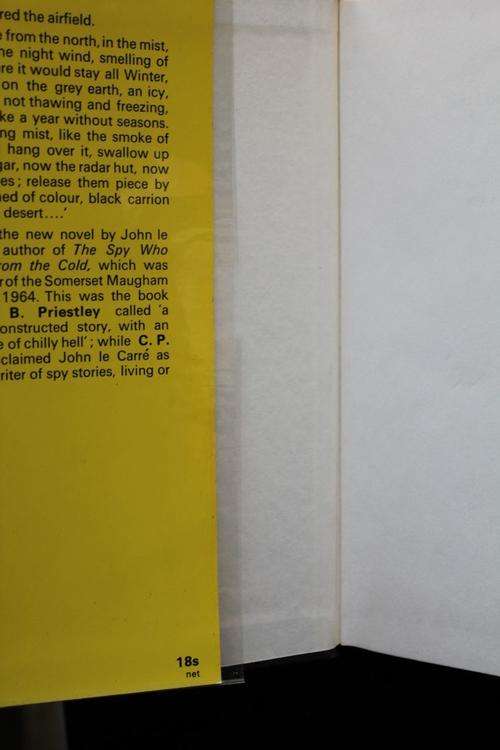 red the airfield.
from the north, in the mist,
he night wind, smelling of
re it would stay all Winter,
on the grey earth, an icy,
not thawing and freezing,
ke a year without seasons.
ng mist, like the smoke of
hang over it, swallow up
gar, now the radar hut, now
es; release them piece by
ned of colour, black carrion
desert....'
the new novel by John le
author of The Spy Who
rom the Cold, which was
r of the Somerset Maugham
1964. This was the book
B. Priestley called 'a
onstructed story, with an
e of chilly hell'; while C. P.
claimed John le Carré as
riter of spy stories, living or
18s
net